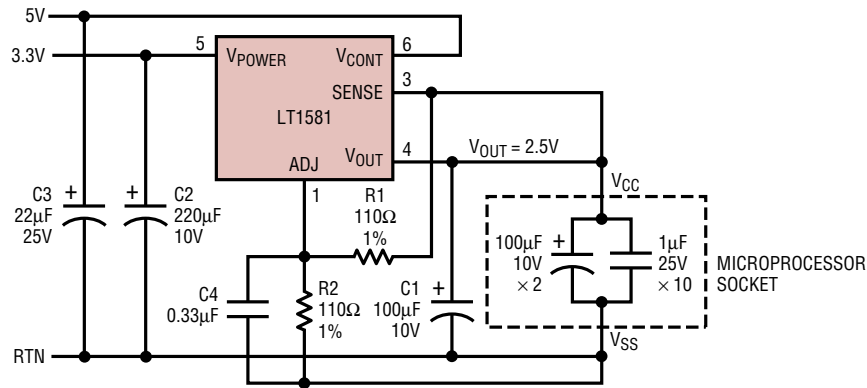 5V
3.3V
5
V_POWER
V_CONT
6
SENSE
3
LT1581
ADJ
V_OUT
4
V_OUT = 2.5V
1
V_CC
C3
22µF
25V
+
C2
220µF
10V
+
R1
110Ω
1%
C4
0.33µF
R2
110Ω
1%
C1
100µF
10V
+
100µF
10V
× 2
+
1µF
25V
× 10
MICROPROCESSOR
SOCKET
V_SS
RTN